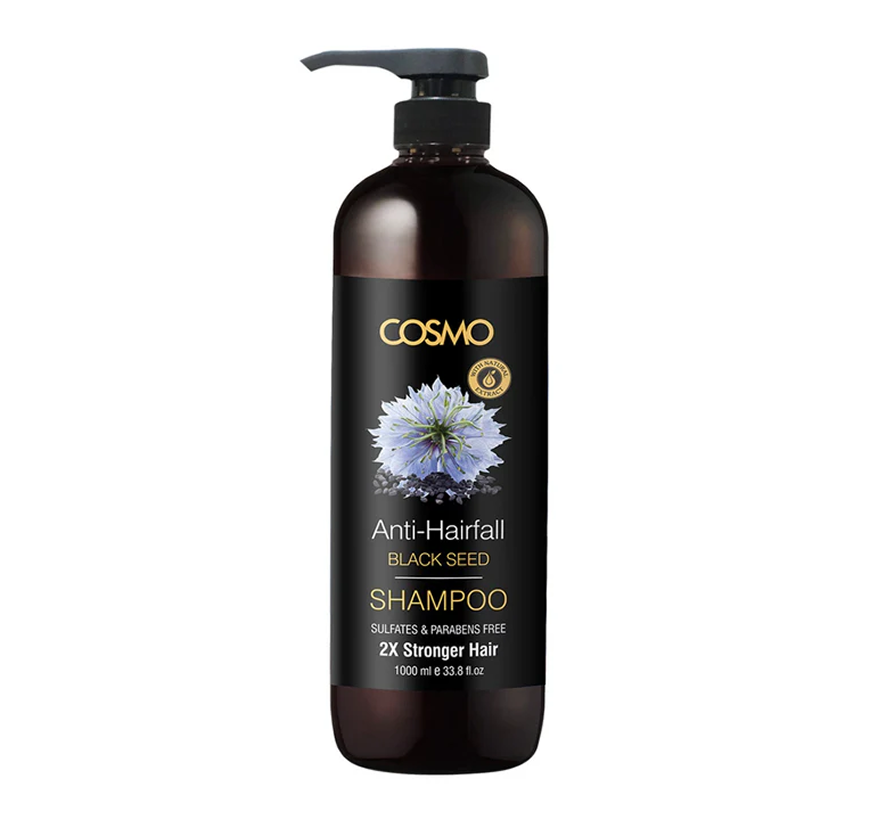 COSMO
WITH NATURAL
EXTRACT
Anti-Hairfall
BLACK SEED
SHAMPOO
SULFATES & PARABENS FREE
2X Stronger Hair
1000 ml e 33.8 fl.oz